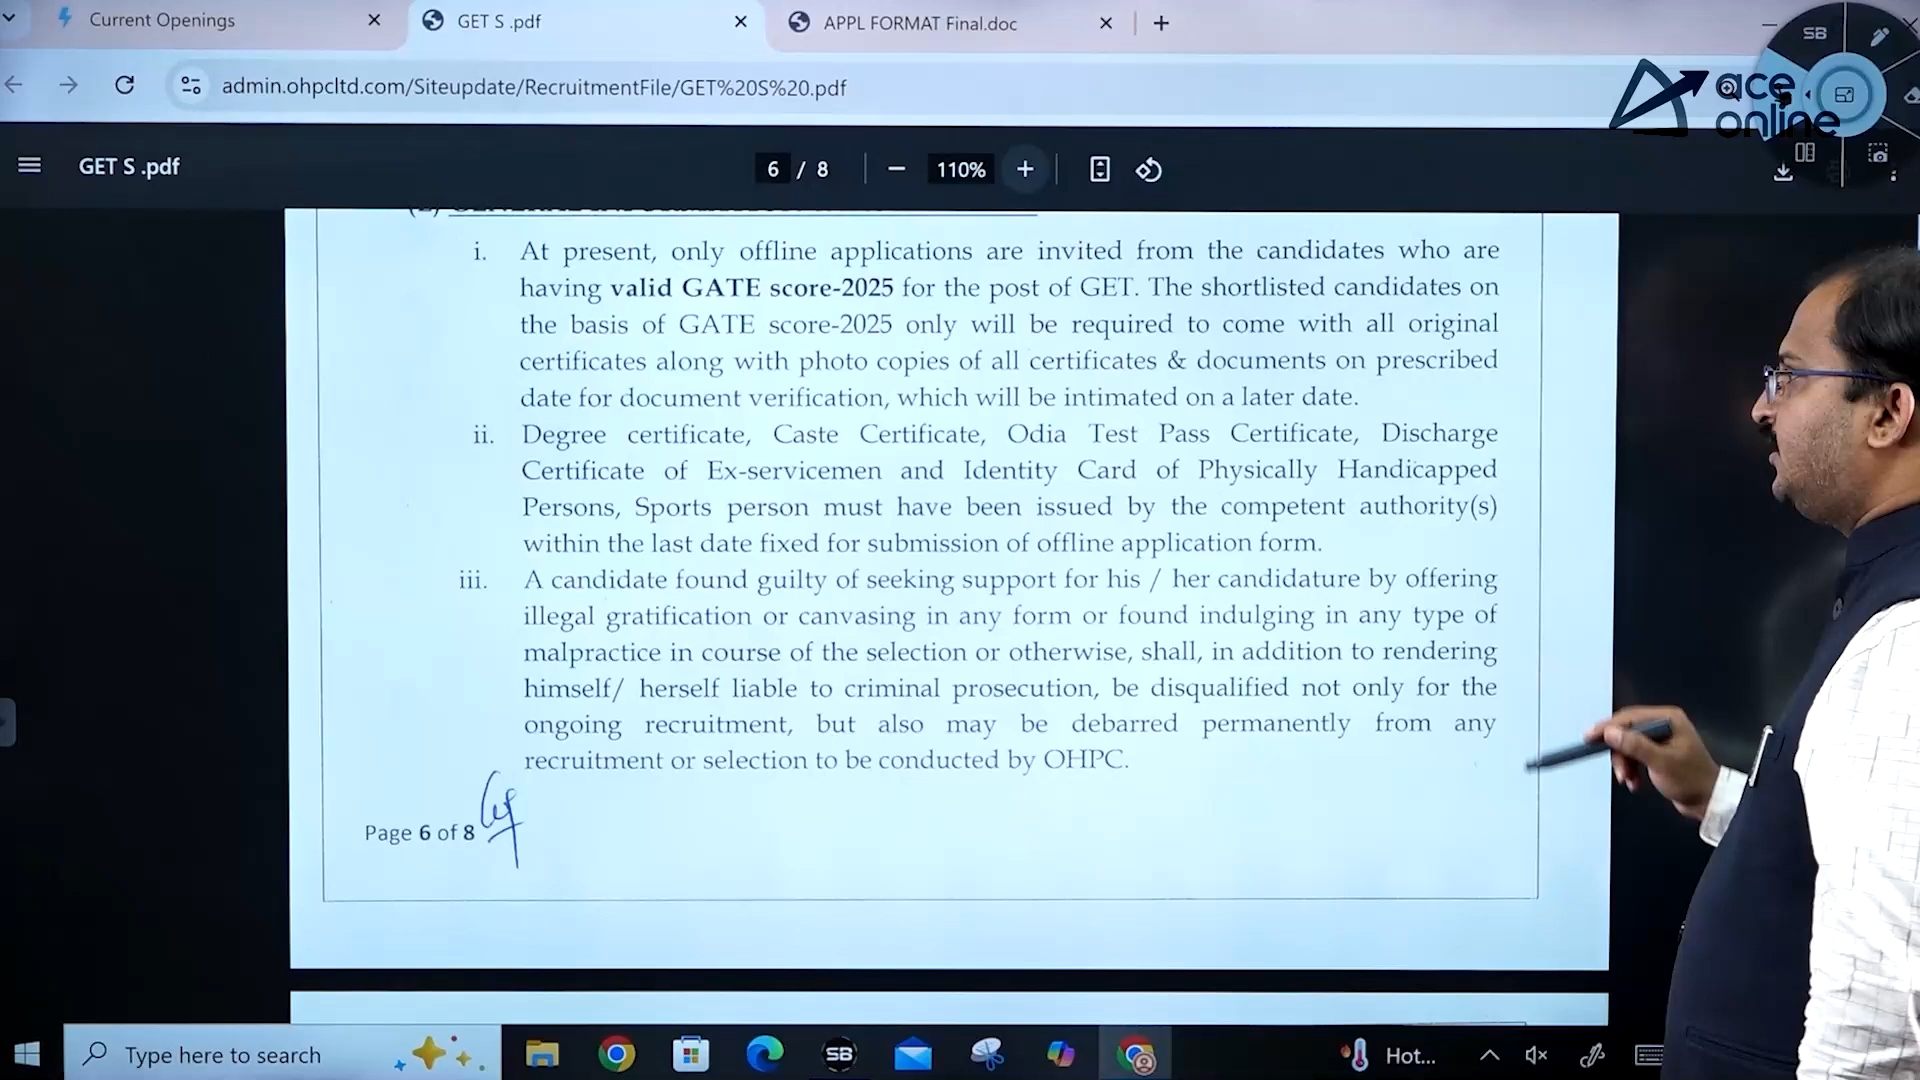 Current Openings
GET S .pdf
APPL FORMAT Final.doc
SB
admin.ohpcltd.com/Siteupdate/RecruitmentFile/GET%20S%20.pdf
ace
online
GET S .pdf
6 / 8
110%
i. At present, only offline applications are invited from the candidates who are
having valid GATE score-2025 for the post of GET. The shortlisted candidates on
the basis of GATE score-2025 only will be required to come with all original
certificates along with photo copies of all certificates & documents on prescribed
date for document verification, which will be intimated on a later date.
ii. Degree certificate, Caste Certificate, Odia Test Pass Certificate, Discharge
Certificate of Ex-servicemen and Identity Card of Physically Handicapped
Persons, Sports person must have been issued by the competent authority(s)
within the last date fixed for submission of offline application form.
iii. A candidate found guilty of seeking support for his / her candidature by offering
illegal gratification or canvasing in any form or found indulging in any type of
malpractice in course of the selection or otherwise, shall, in addition to rendering
himself/ herself liable to criminal prosecution, be disqualified not only for the
ongoing recruitment, but also may be debarred permanently from any
recruitment or selection to be conducted by OHPC.
Page 6 of 8
Type here to search
SB
Hot...